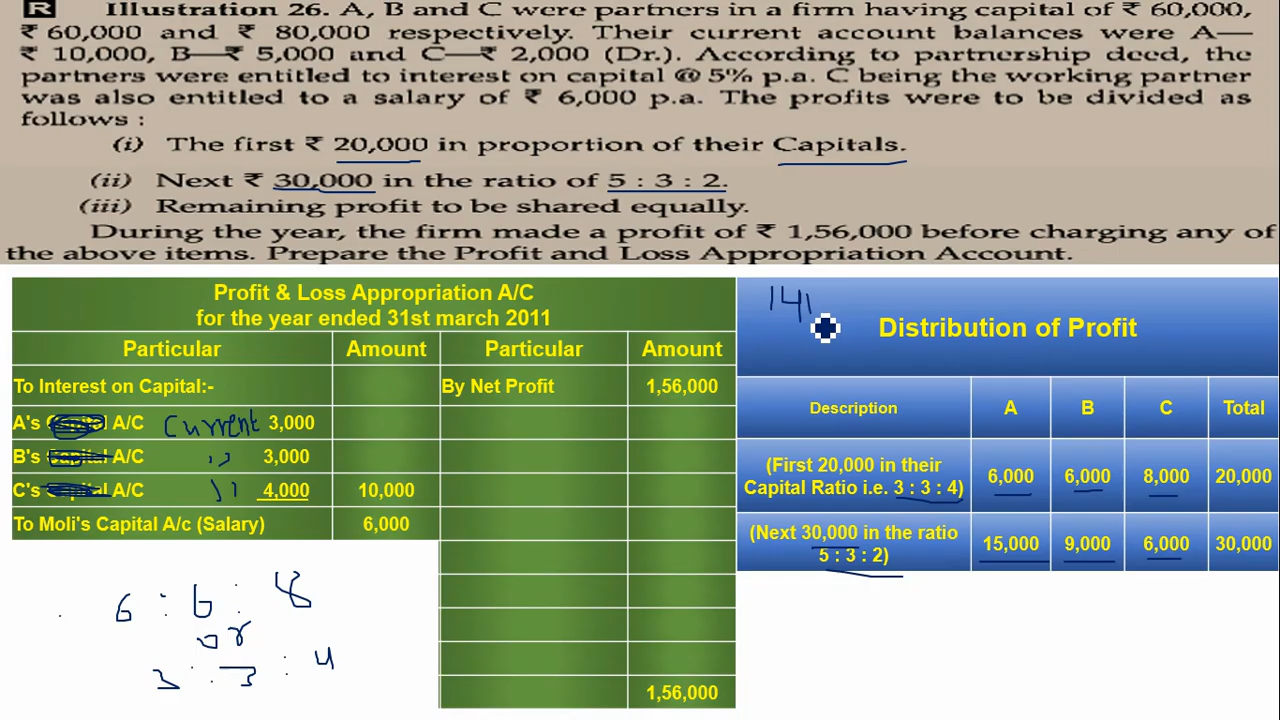 R Illustration 26. A, B and C were partners in a firm having capital of ₹ 60,000,
₹ 60,000 and ₹ 80,000 respectively. Their current account balances were A—
₹ 10,000, B—₹ 5,000 and C—₹ 2,000 (Dr.). According to partnership deed, the
partners were entitled to interest on capital @ 5% p.a. C being the working partner
was also entitled to a salary of ₹ 6,000 p.a. The profits were to be divided as
follows :
(i) The first ₹ 20,000 in proportion of their Capitals.
(ii) Next ₹ 30,000 in the ratio of 5 : 3 : 2.
(iii) Remaining profit to be shared equally.
During the year, the firm made a profit of ₹ 1,56,000 before charging any of
the above items. Prepare the Profit and Loss Appropriation Account.
Profit & Loss Appropriation A/C
for the year ended 31st march 2011
Particular Amount Particular Amount
To Interest on Capital:- By Net Profit 1,56,000
A's Capital A/C Current 3,000
B's Capital A/C ,, 3,000
C's Capital A/C ,, 4,000 10,000
To Moli's Capital A/c (Salary) 6,000
1,56,000
6 : 6 : 8
or
3 : 3 : 4
141
Distribution of Profit
Description A B C Total
(First 20,000 in their
Capital Ratio i.e. 3 : 3 : 4) 6,000 6,000 8,000 20,000
(Next 30,000 in the ratio
5 : 3 : 2) 15,000 9,000 6,000 30,000